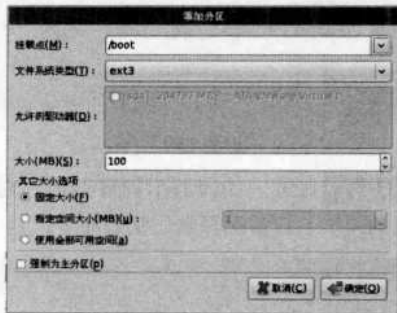 添加分区
挂载点(M)： /boot
文件系统类型(T)： ext3
允许的驱动器(D)：
大小(MB)(S)： 100
其它大小选项
固定大小(F)
指定空间大小(MB)(u)： 1
使用全部可用空间(a)
强制为主分区(p)
取消(C) 确定(O)